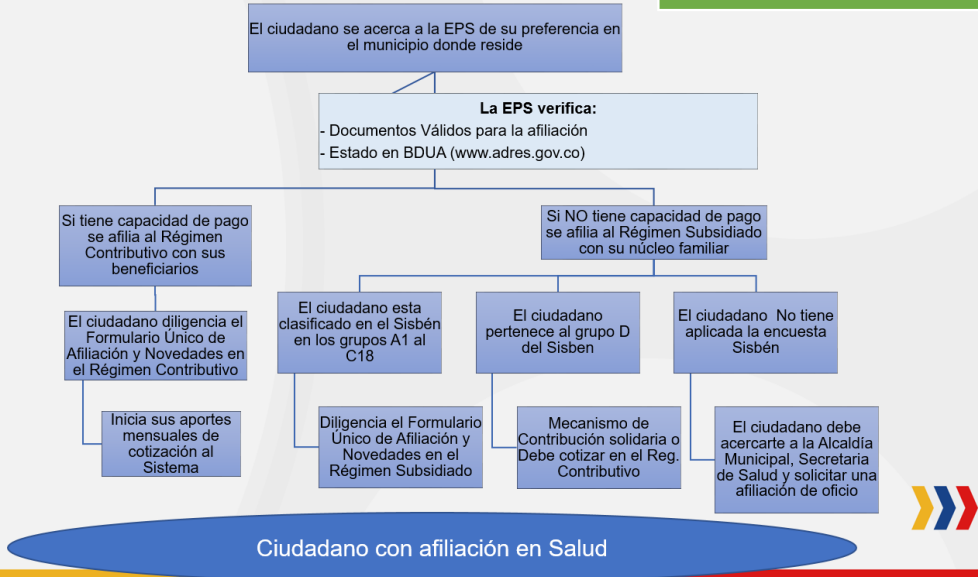 El ciudadano se acerca a la EPS de su preferencia en
el municipio donde reside
La EPS verifica:
- Documentos Válidos para la afiliación
- Estado en BDUA (www.adres.gov.co)
Si tiene capacidad de pago
se afilia al Régimen
Contributivo con sus
beneficiarios
Si NO tiene capacidad de pago
se afilia al Régimen Subsidiado
con su núcleo familiar
El ciudadano diligencia el
Formulario Único de
Afiliación y Novedades en
el Régimen Contributivo
El ciudadano esta
clasificado en el Sisbén
en los grupos A1 al
C18
El ciudadano
pertenece al grupo D
del Sisben
El ciudadano  No tiene
aplicada la encuesta
Sisbén
Inicia sus aportes
mensuales de
cotización al
Sistema
Diligencia el Formulario
Único de Afiliación y
Novedades en el
Régimen Subsidiado
Mecanismo de
Contribución solidaria o
Debe cotizar en el Reg.
Contributivo
El ciudadano debe
acercarte a la Alcaldía
Municipal, Secretaria
de Salud y solicitar una
afiliación de oficio
Ciudadano con afiliación en Salud